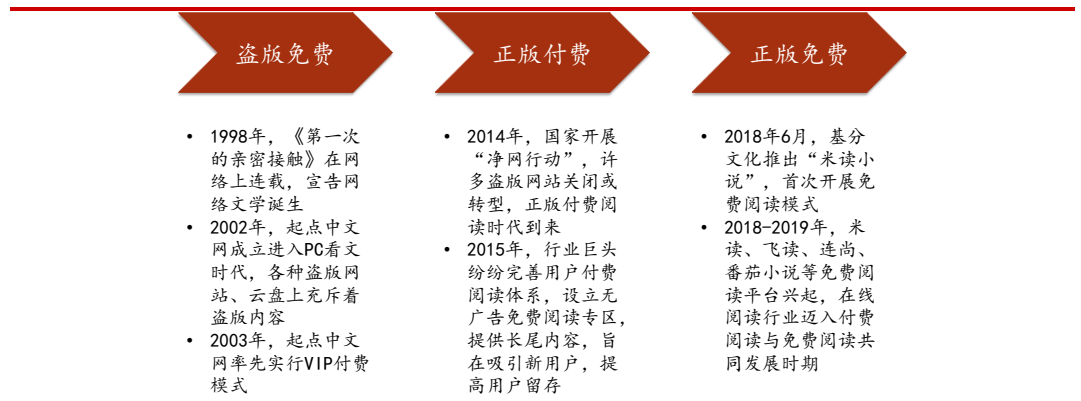 盗版免费
正版付费
正版免费
• 1998年，《第一次
的亲密接触》在网
络上连载，宣告网
络文学诞生
• 2002年，起点中文
网成立进入PC看文
时代，各种盗版网
站、云盘上充斥着
盗版内容
• 2003年，起点中文
网率先实行VIP付费
模式
• 2014年，国家开展
“净网行动”，许
多盗版网站关闭或
转型，正版付费阅
读时代到来
• 2015年，行业巨头
纷纷完善用户付费
阅读体系，设立无
广告免费阅读专区，
提供长尾内容，旨
在吸引新用户，提
高用户留存
• 2018年6月，基分
文化推出“米读小
说”，首次开展免
费阅读模式
• 2018-2019年，米
读、飞读、连尚、
番茄小说等免费阅
读平台兴起，在线
阅读行业迈入付费
阅读与免费阅读共
同发展时期